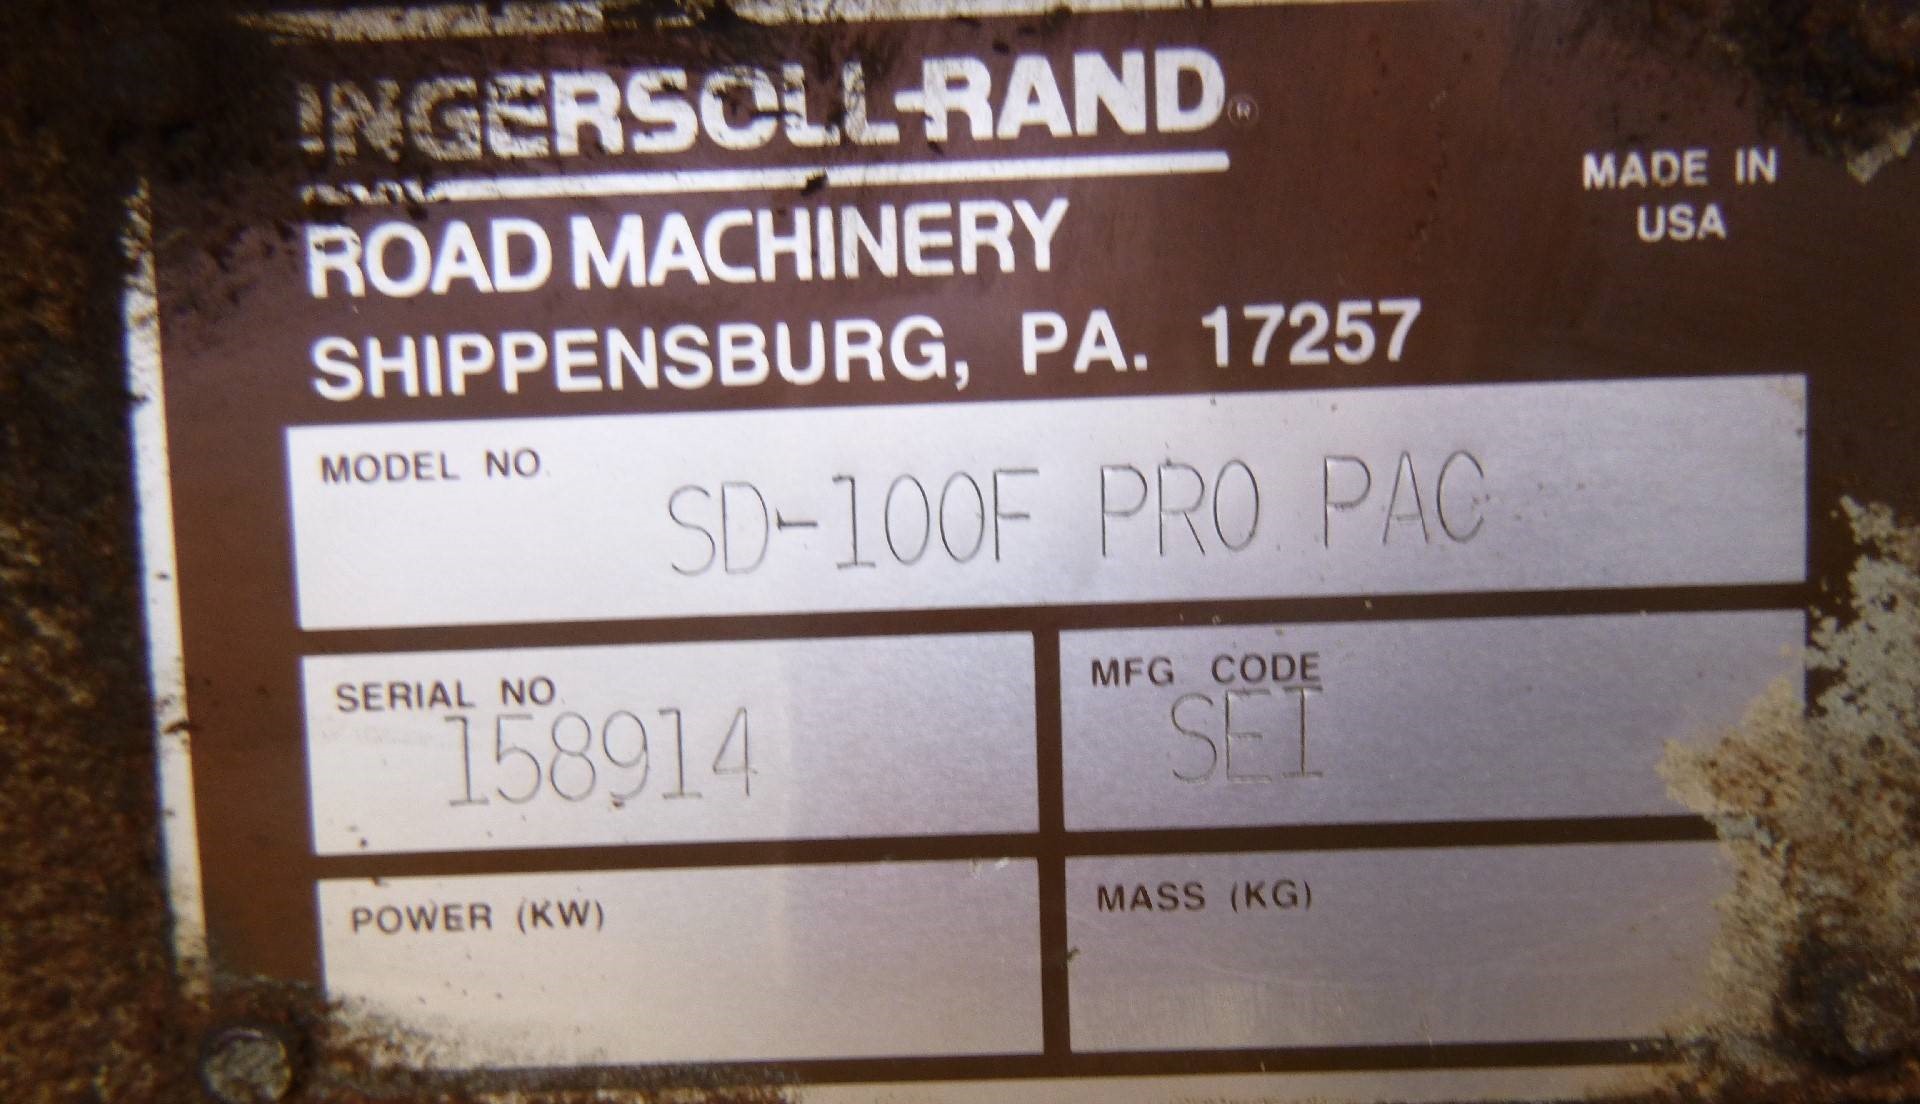 INGERSOLL-RAND®
MADE IN
USA
ROAD MACHINERY
SHIPPENSBURG, PA. 17257
MODEL NO.
SD-100F PRO PAC
SERIAL NO.
158914
MFG CODE
SEI
POWER (KW)
MASS (KG)